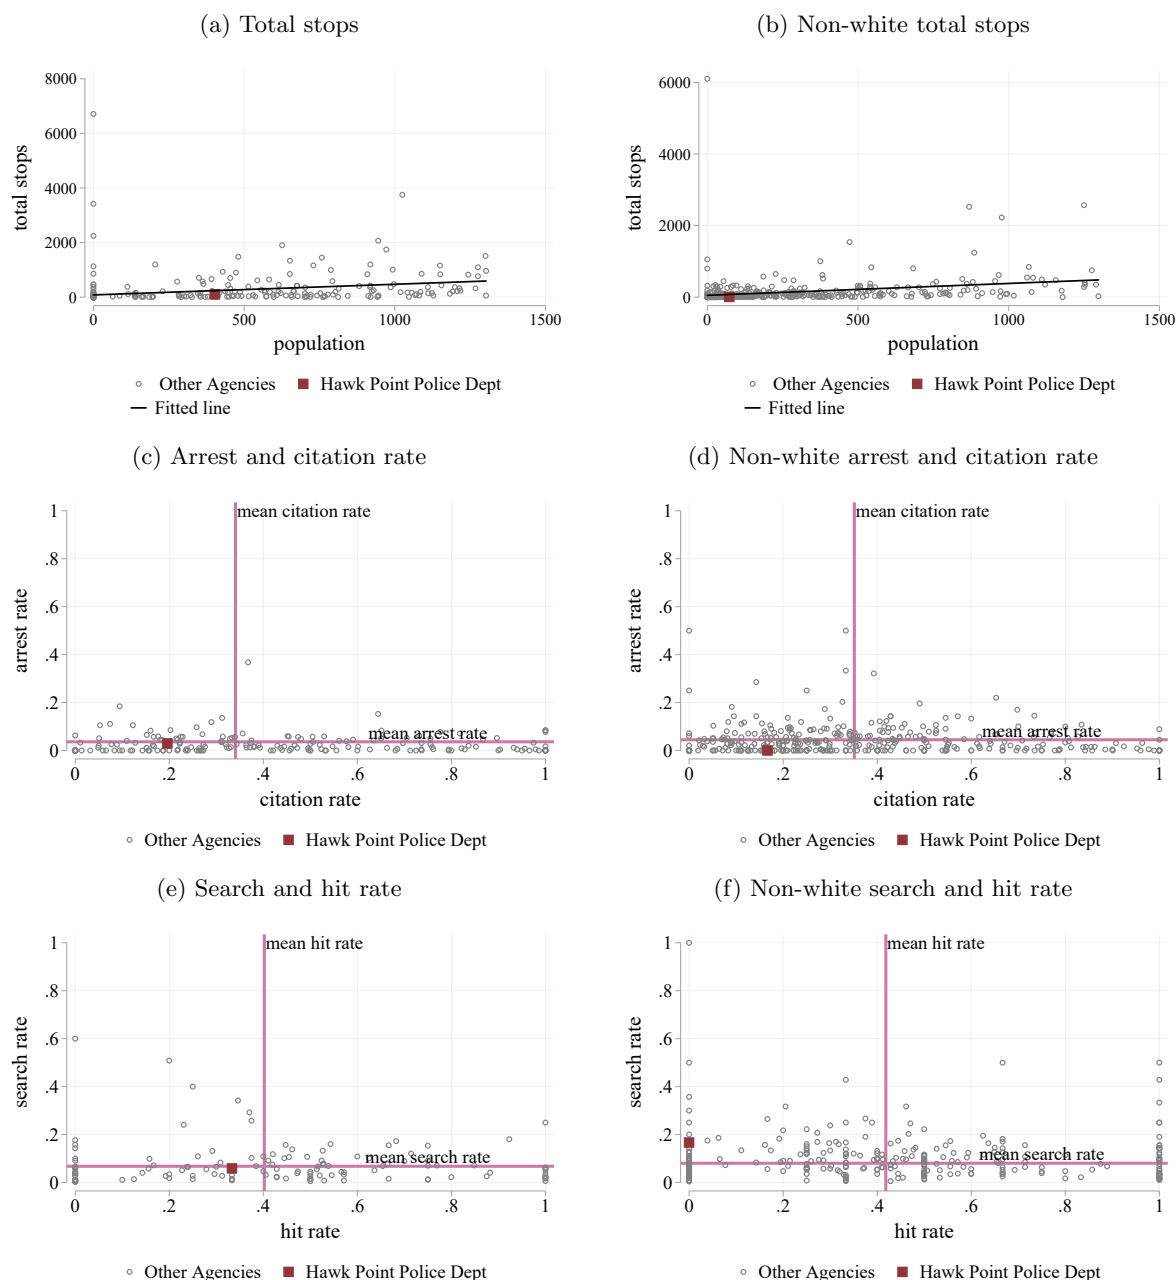 (a) Total stops
(b) Non-white total stops
total stops
8000
6000
4000
2000
0
0 500 1000 1500
population
Other Agencies Hawk Point Police Dept
Fitted line
total stops
6000
4000
2000
0
0 500 1000 1500
population
Other Agencies Hawk Point Police Dept
Fitted line
(c) Arrest and citation rate
(d) Non-white arrest and citation rate
arrest rate
1
.8
.6
.4
.2
0
mean citation rate
mean arrest rate
0 .2 .4 .6 .8 1
citation rate
Other Agencies Hawk Point Police Dept
arrest rate
1
.8
.6
.4
.2
0
mean citation rate
mean arrest rate
0 .2 .4 .6 .8 1
citation rate
Other Agencies Hawk Point Police Dept
(e) Search and hit rate
(f) Non-white search and hit rate
search rate
1
.8
.6
.4
.2
0
mean hit rate
mean search rate
0 .2 .4 .6 .8 1
hit rate
Other Agencies Hawk Point Police Dept
search rate
1
.8
.6
.4
.2
0
mean hit rate
mean search rate
0 .2 .4 .6 .8 1
hit rate
Other Agencies Hawk Point Police Dept